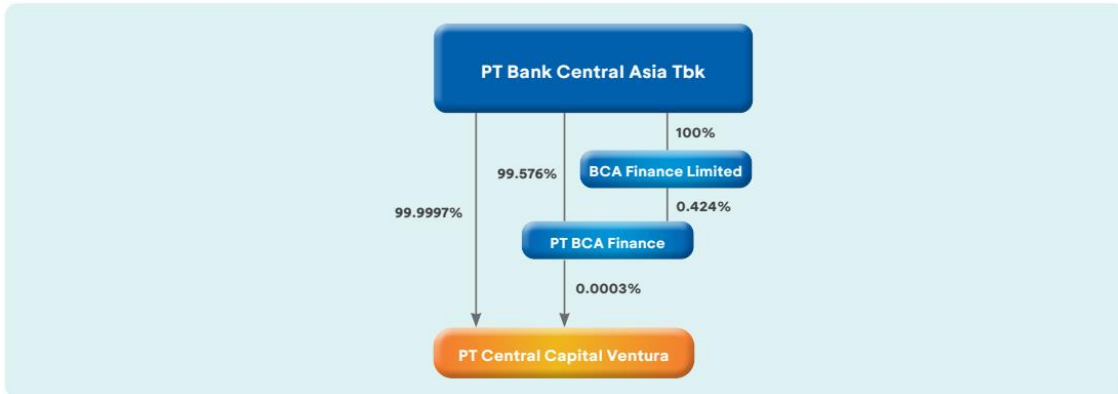 PT Bank Central Asia Tbk
100%
BCA Finance Limited
99.576%
0.424%
99.9997%
PT BCA Finance
0.0003%
PT Central Capital Ventura